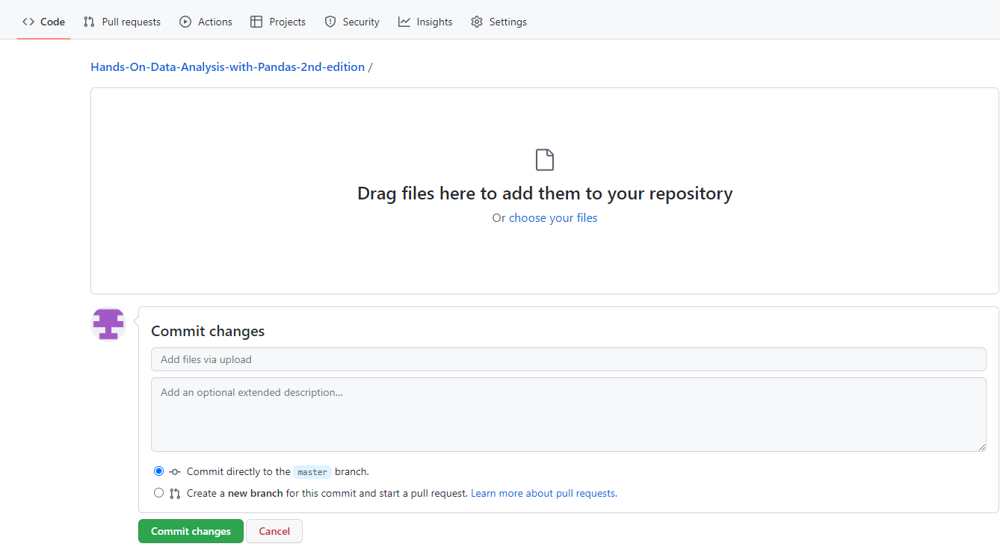 Code Pull requests Actions Projects Security Insights Settings
Hands-On-Data-Analysis-with-Pandas-2nd-edition /
Drag files here to add them to your repository
Or choose your files
Commit changes
Add files via upload
Add an optional extended description...
Commit directly to the master branch.
Create a new branch for this commit and start a pull request. Learn more about pull requests.
Commit changes Cancel